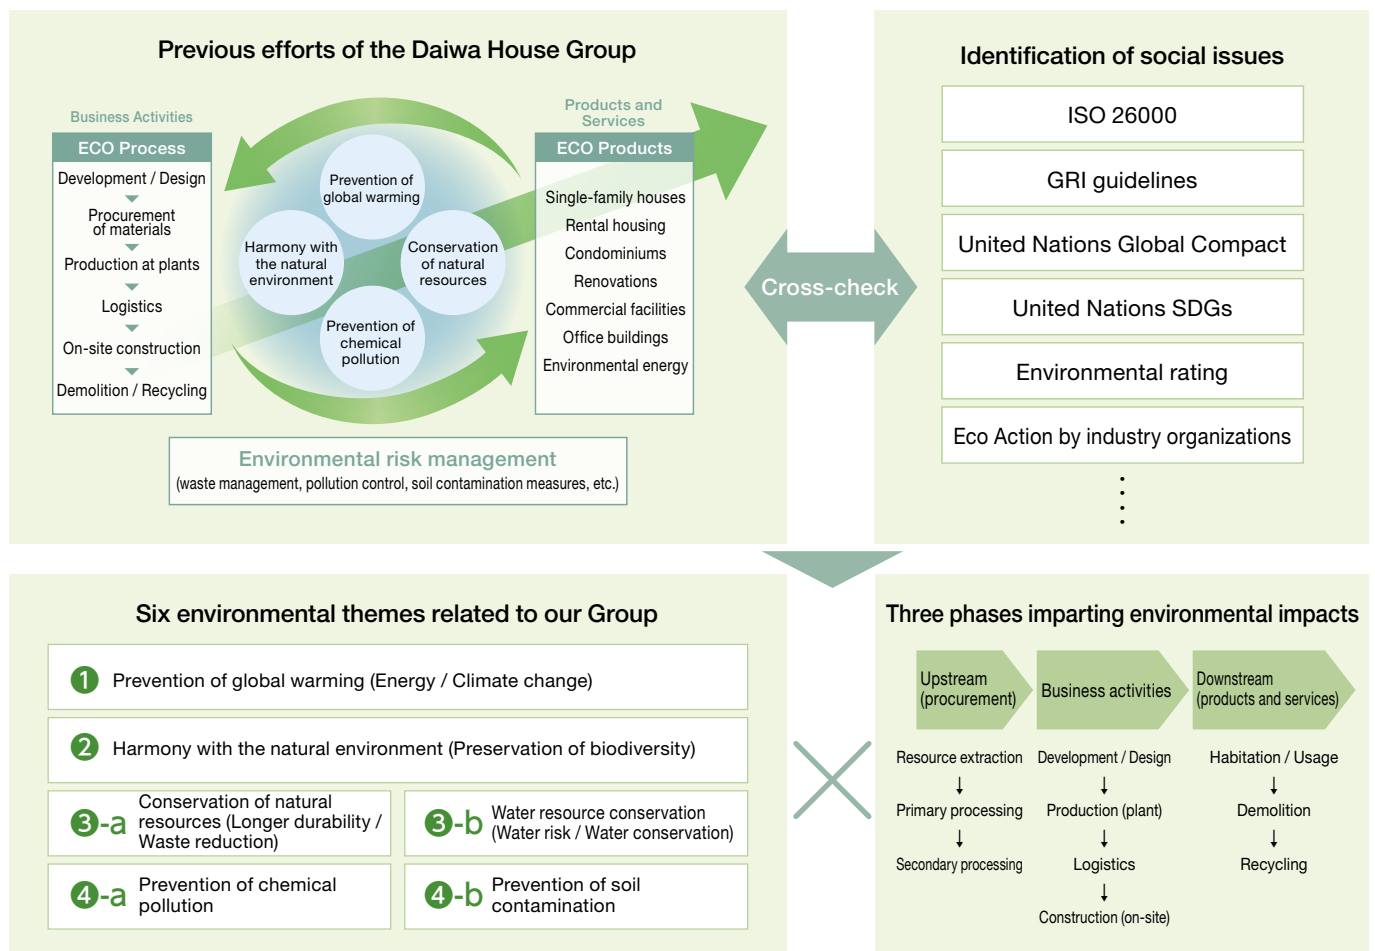 Previous efforts of the Daiwa House Group
Business Activities
ECO Process
Development / Design
Procurement
of materials
Production at plants
Logistics
On-site construction
Demolition / Recycling
Prevention of
global warming
Harmony with
the natural
environment
Conservation
of natural
resources
Prevention of
chemical
pollution
Products and
Services
ECO Products
Single-family houses
Rental housing
Condominiums
Renovations
Commercial facilities
Office buildings
Environmental energy
Environmental risk management
(waste management, pollution control, soil contamination measures, etc.)
Cross-check
Identification of social issues
ISO 26000
GRI guidelines
United Nations Global Compact
United Nations SDGs
Environmental rating
Eco Action by industry organizations
Six environmental themes related to our Group
1 Prevention of global warming (Energy / Climate change)
2 Harmony with the natural environment (Preservation of biodiversity)
3-a Conservation of natural
resources (Longer durability /
Waste reduction)
3-b Water resource conservation
(Water risk / Water conservation)
4-a Prevention of chemical
pollution
4-b Prevention of soil
contamination
Three phases imparting environmental impacts
Upstream
(procurement)
Resource extraction
Primary processing
Secondary processing
Business activities
Development / Design
Production (plant)
Logistics
Construction (on-site)
Downstream
(products and services)
Habitation / Usage
Demolition
Recycling